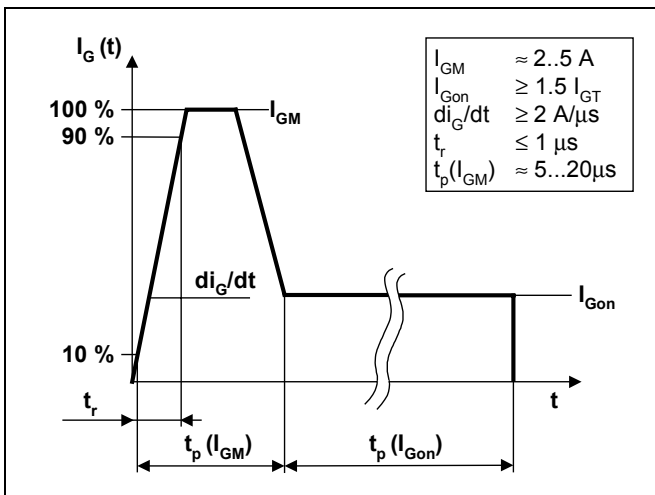 I_G (t)
100 %
90 %
I_GM
di_G/dt
I_Gon
10 %
t
t_r
t_p (I_GM)
t_p (I_Gon)
I_GM ≈ 2..5 A
I_Gon ≥ 1.5 I_GT
di_G/dt ≥ 2 A/μs
t_r ≤ 1 μs
t_p(I_GM) ≈ 5...20μs